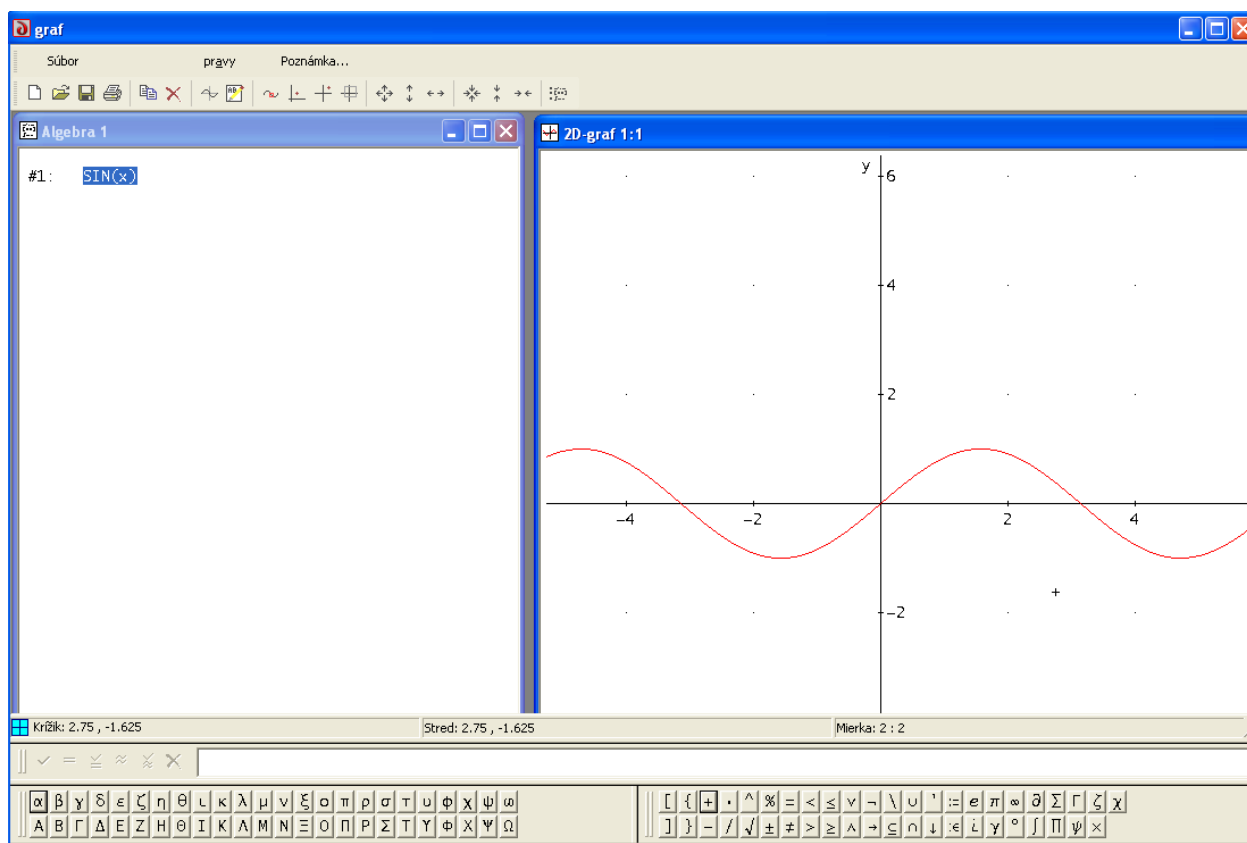 graf
Súbor pravy Poznámka...
Algebra 1
#1: SIN(x)
2D-graf 1:1
y
6
4
2
-4 -2 2 4
-2
Krížik: 2.75 , -1.625 Stred: 2.75 , -1.625 Mierka: 2 : 2
✓ = ≚ ≈ ×
α β γ δ ε ζ η θ ι κ λ μ ν ξ ο π ρ σ τ υ φ χ ψ ω
Α Β Γ Δ Ε Ζ Η Θ Ι Κ Λ Μ Ν Ξ Ο Π Ρ Σ Τ Υ Φ Χ Ψ Ω
[ { + · ^ % = < ≤ ∨ ¬ \ ∪ ' := e π ∞ ∂ Σ Γ ζ χ
] } − / √ ± ≠ > ≥ ∧ → ⊆ ∩ ↓ :∈ i γ ° ∫ Π ψ ×